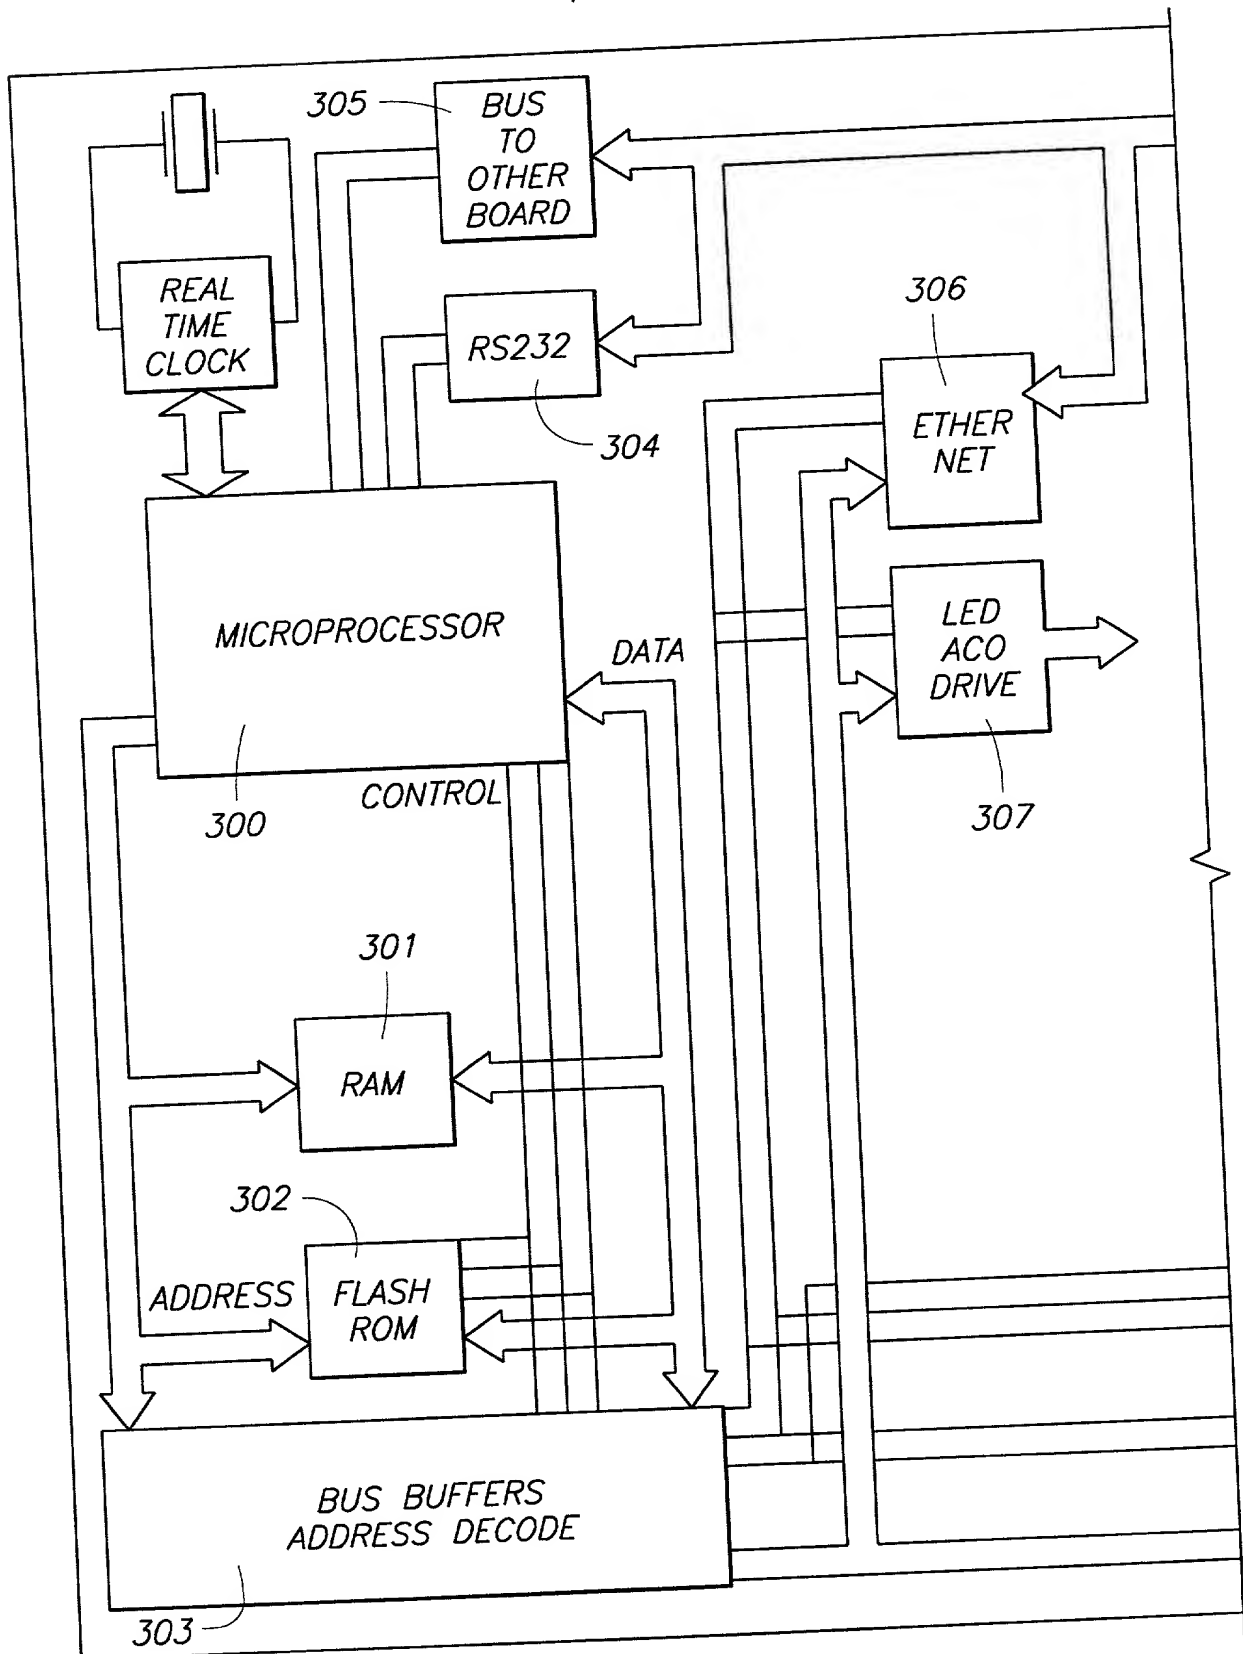 305
BUS
TO
OTHER
BOARD
REAL
TIME
CLOCK
RS232
304
306
ETHER
NET
MICROPROCESSOR
300
DATA
LED
ACO
DRIVE
307
CONTROL
301
RAM
302
ADDRESS
FLASH
ROM
BUS BUFFERS
ADDRESS DECODE
303